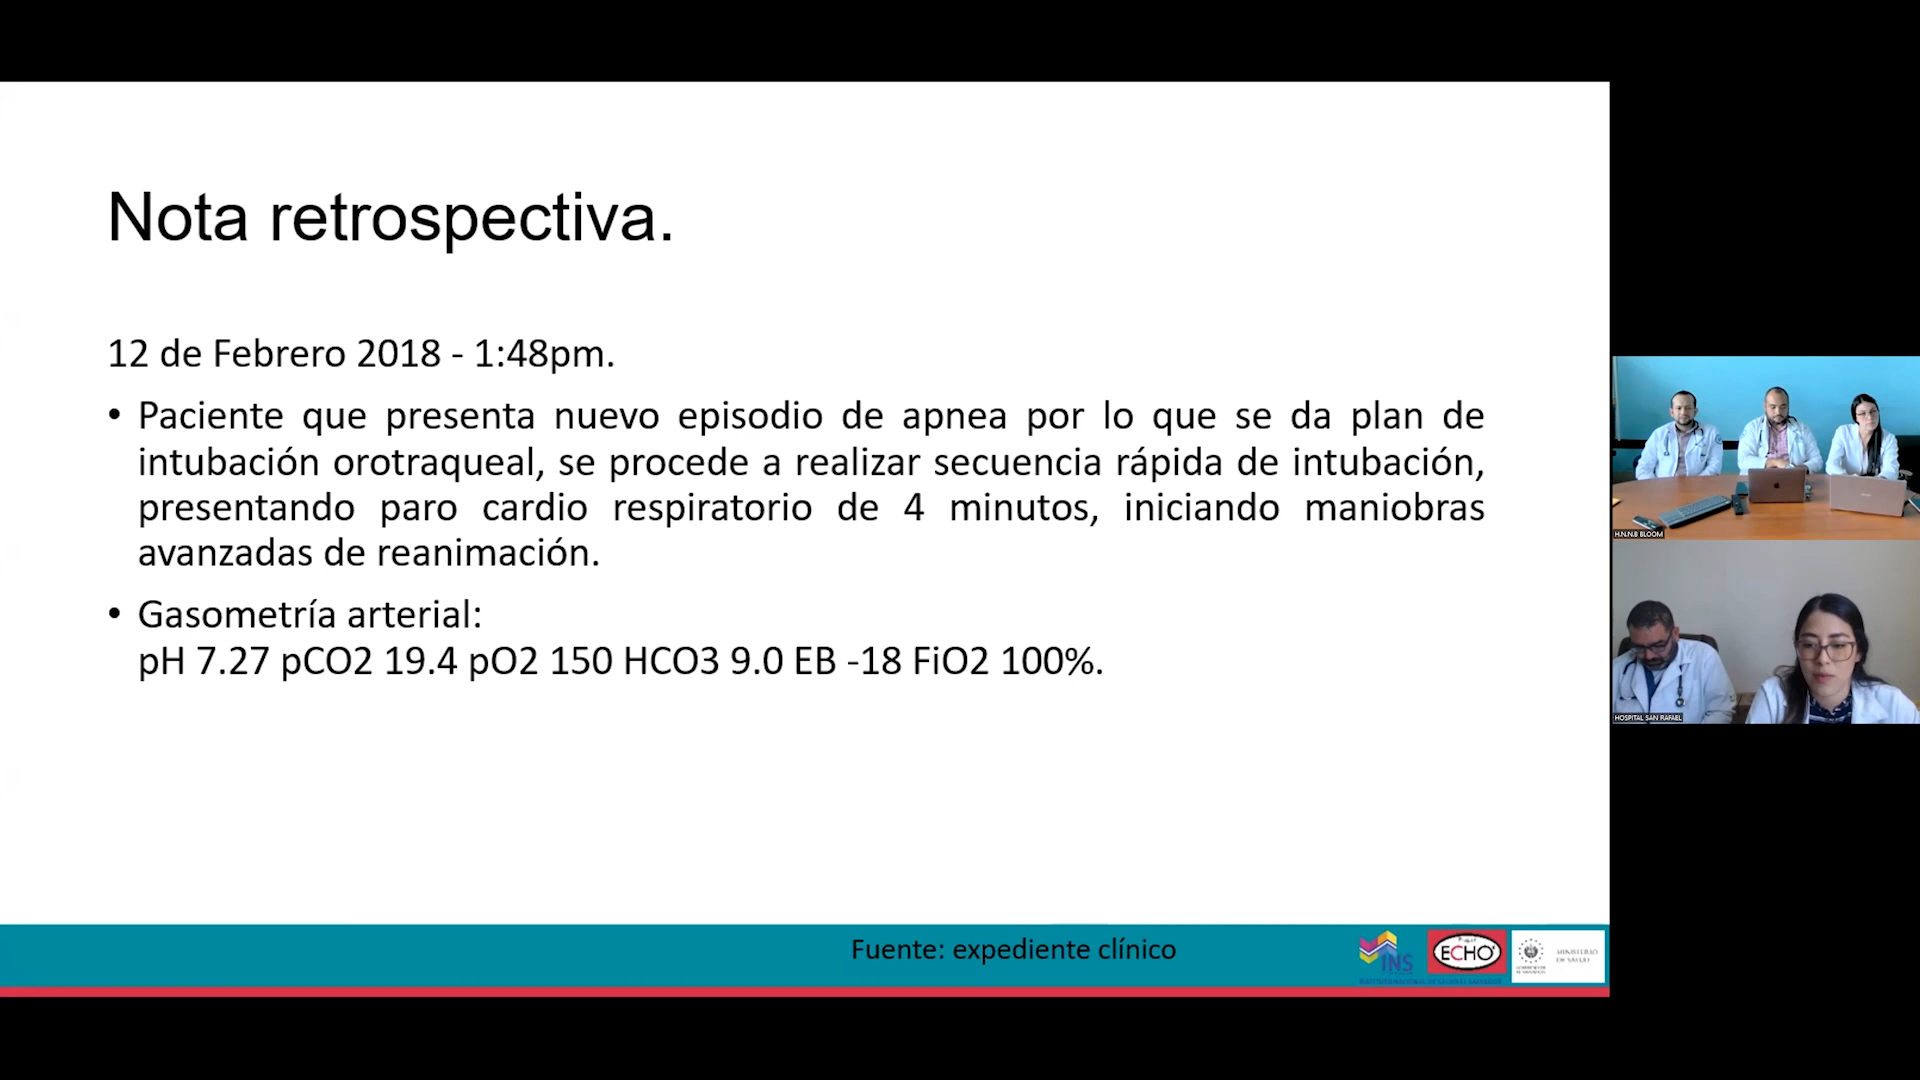 Nota retrospectiva.
12 de Febrero 2018 - 1:48pm.
• Paciente que presenta nuevo episodio de apnea por lo que se da plan de
intubación orotraqueal, se procede a realizar secuencia rápida de intubación,
presentando paro cardio respiratorio de 4 minutos, iniciando maniobras
avanzadas de reanimación.
• Gasometría arterial:
pH 7.27 pCO2 19.4 pO2 150 HCO3 9.0 EB -18 FiO2 100%.
H.N.N.B BLOOM
HOSPITAL SAN RAFAEL
Fuente: expediente clínico
INS
ECHO
MINISTERIO
DE SALUD